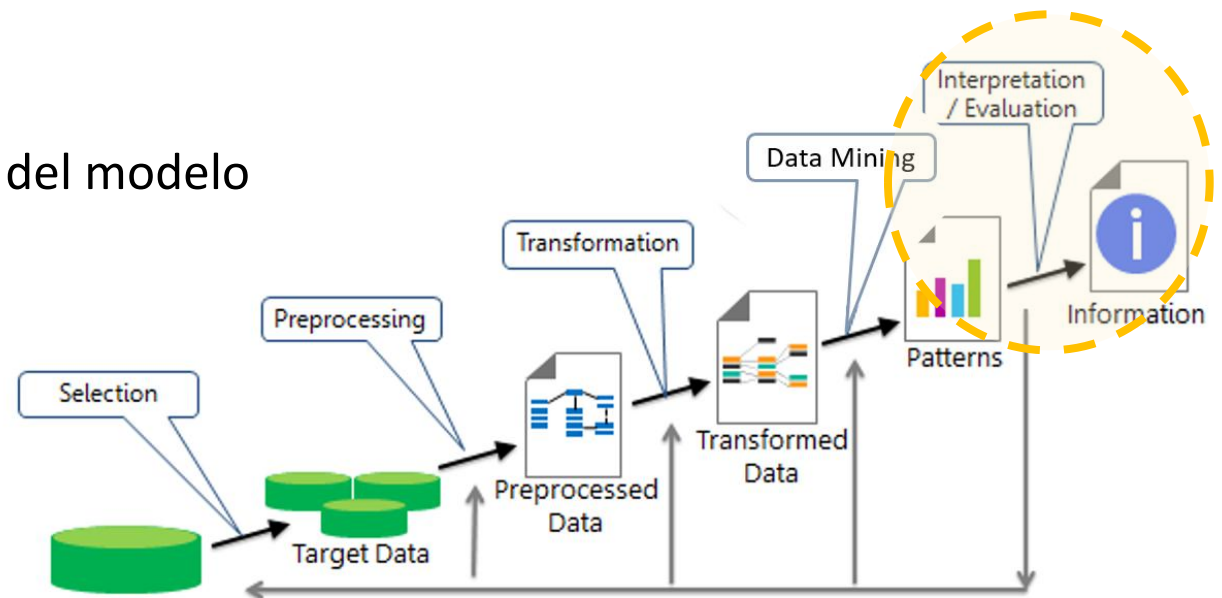 del modelo
Interpretation
/ Evaluation
Data Mining
Transformation
Preprocessing
Selection
Information
Patterns
Transformed
Data
Preprocessed
Data
Target Data